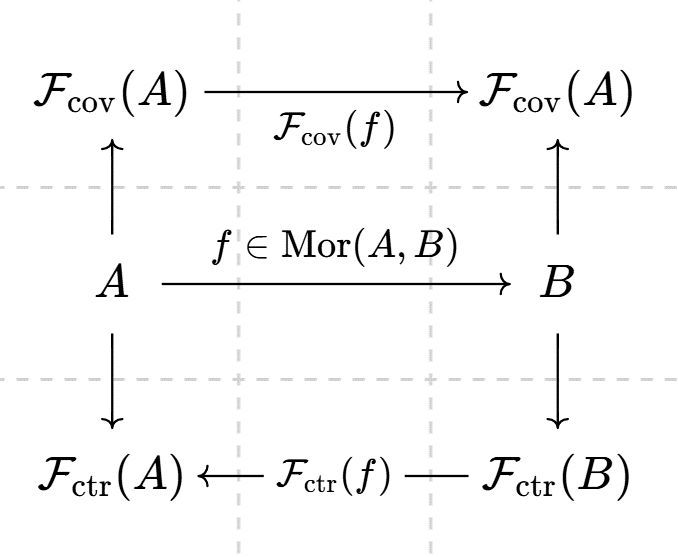 𝓕cov(A) 𝓕cov(f) 𝓕cov(A)
f ∈ Mor(A, B)
A B
𝓕ctr(A) 𝓕ctr(f) 𝓕ctr(B)